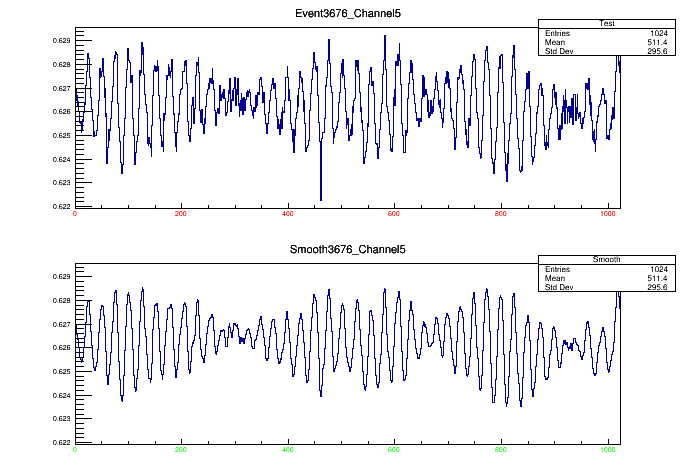 Event3676_Channel5
Test
Entries 1024
Mean 511.4
Std Dev 295.6
0.629
0.628
0.627
0.626
0.625
0.624
0.623
0.622
0 200 400 600 800 1000
Smooth3676_Channel5
Smooth
Entries 1024
Mean 511.4
Std Dev 295.6
0.629
0.628
0.627
0.626
0.625
0.624
0.623
0.622
0 200 400 600 800 1000